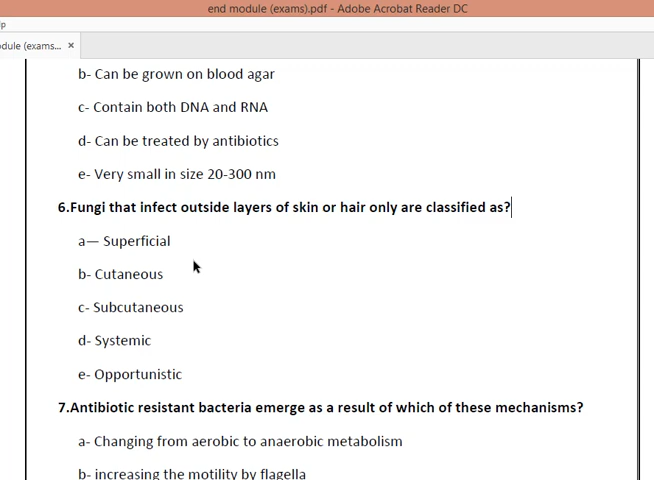 end module (exams).pdf - Adobe Acrobat Reader DC
lp
odule (exams... ×
b- Can be grown on blood agar
c- Contain both DNA and RNA
d- Can be treated by antibiotics
e- Very small in size 20-300 nm
6.Fungi that infect outside layers of skin or hair only are classified as?
a— Superficial
b- Cutaneous
c- Subcutaneous
d- Systemic
e- Opportunistic
7.Antibiotic resistant bacteria emerge as a result of which of these mechanisms?
a- Changing from aerobic to anaerobic metabolism
b- increasing the motility by flagella